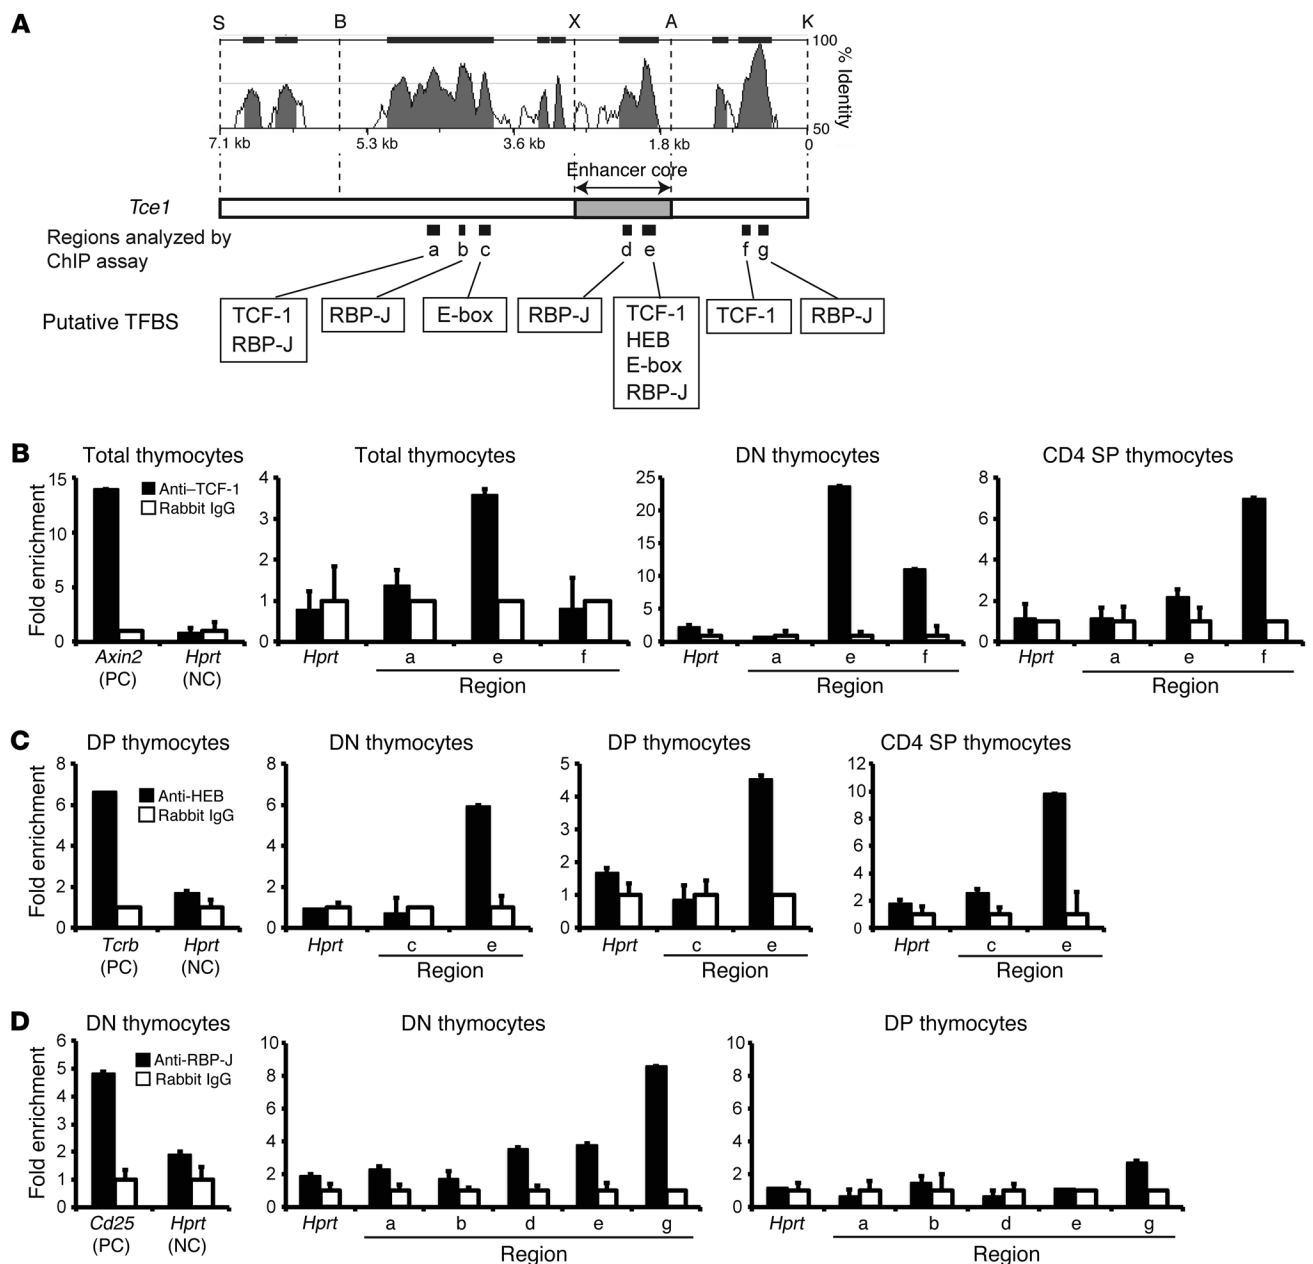 A
S B X A K
100
% Identity
50
7.1 kb 5.3 kb 3.6 kb 1.8 kb 0
Enhancer core
Tce1
Regions analyzed by
ChIP assay
a b c d e f g
Putative TFBS
TCF-1
RBP-J
RBP-J
E-box
RBP-J
TCF-1
HEB
E-box
RBP-J
TCF-1
RBP-J
B
Total thymocytes
Fold enrichment
15
10
5
0
Anti–TCF-1
Rabbit IgG
Axin2 Hprt
(PC) (NC)
Total thymocytes
4
3
2
1
0
Hprt a e f
Region
DN thymocytes
25
20
15
10
5
0
Hprt a e f
Region
CD4 SP thymocytes
8
6
4
2
0
Hprt a e f
Region
C
DP thymocytes
Fold enrichment
8
6
4
2
0
Anti-HEB
Rabbit IgG
Tcrb Hprt
(PC) (NC)
DN thymocytes
8
6
4
2
0
Hprt c e
Region
DP thymocytes
5
4
3
2
1
0
Hprt c e
Region
CD4 SP thymocytes
12
10
8
6
4
2
0
Hprt c e
Region
D
DN thymocytes
Fold enrichment
6
5
4
3
2
1
0
Anti-RBP-J
Rabbit IgG
Cd25 Hprt
(PC) (NC)
DN thymocytes
10
8
6
4
2
0
Hprt a b d e g
Region
DP thymocytes
10
8
6
4
2
0
Hprt a b d e g
Region